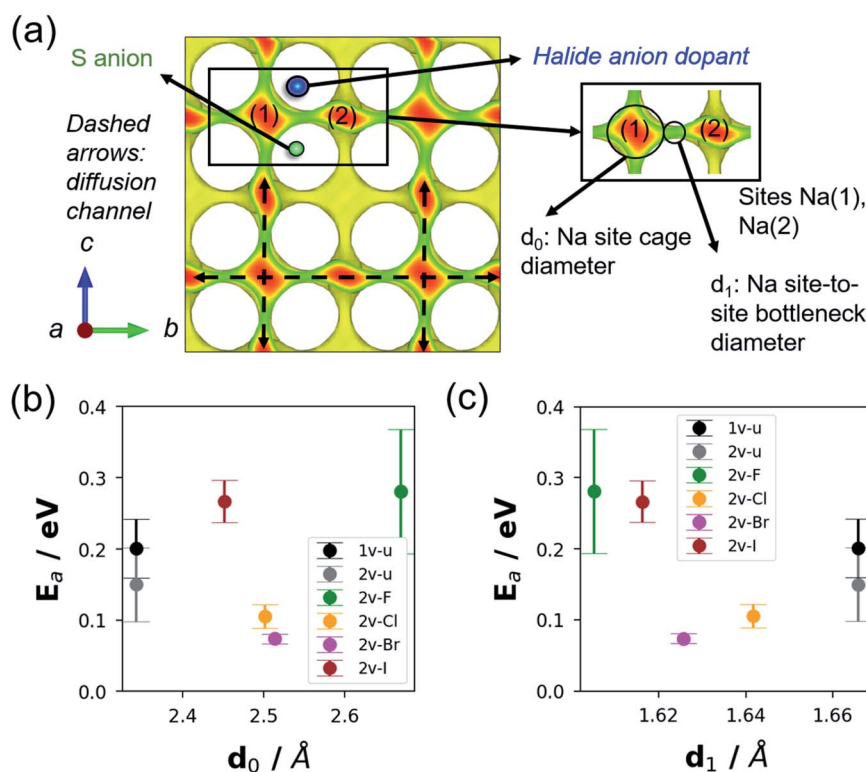 (a)
S anion
Halide anion dopant
(1)
(2)
(1)
(2)
Dashed
arrows:
diffusion
channel
c
a
b
d₀: Na site cage
diameter
Sites Na(1),
Na(2)
d₁: Na site-to-
site bottleneck
diameter
(b)
0.4
0.3
0.2
0.1
0.0
Eₐ / eV
1v-u
2v-u
2v-F
2v-Cl
2v-Br
2v-I
2.4
2.5
2.6
d₀ / Å
(c)
0.4
0.3
0.2
0.1
0.0
Eₐ / eV
1v-u
2v-u
2v-F
2v-Cl
2v-Br
2v-I
1.62
1.64
1.66
d₁ / Å